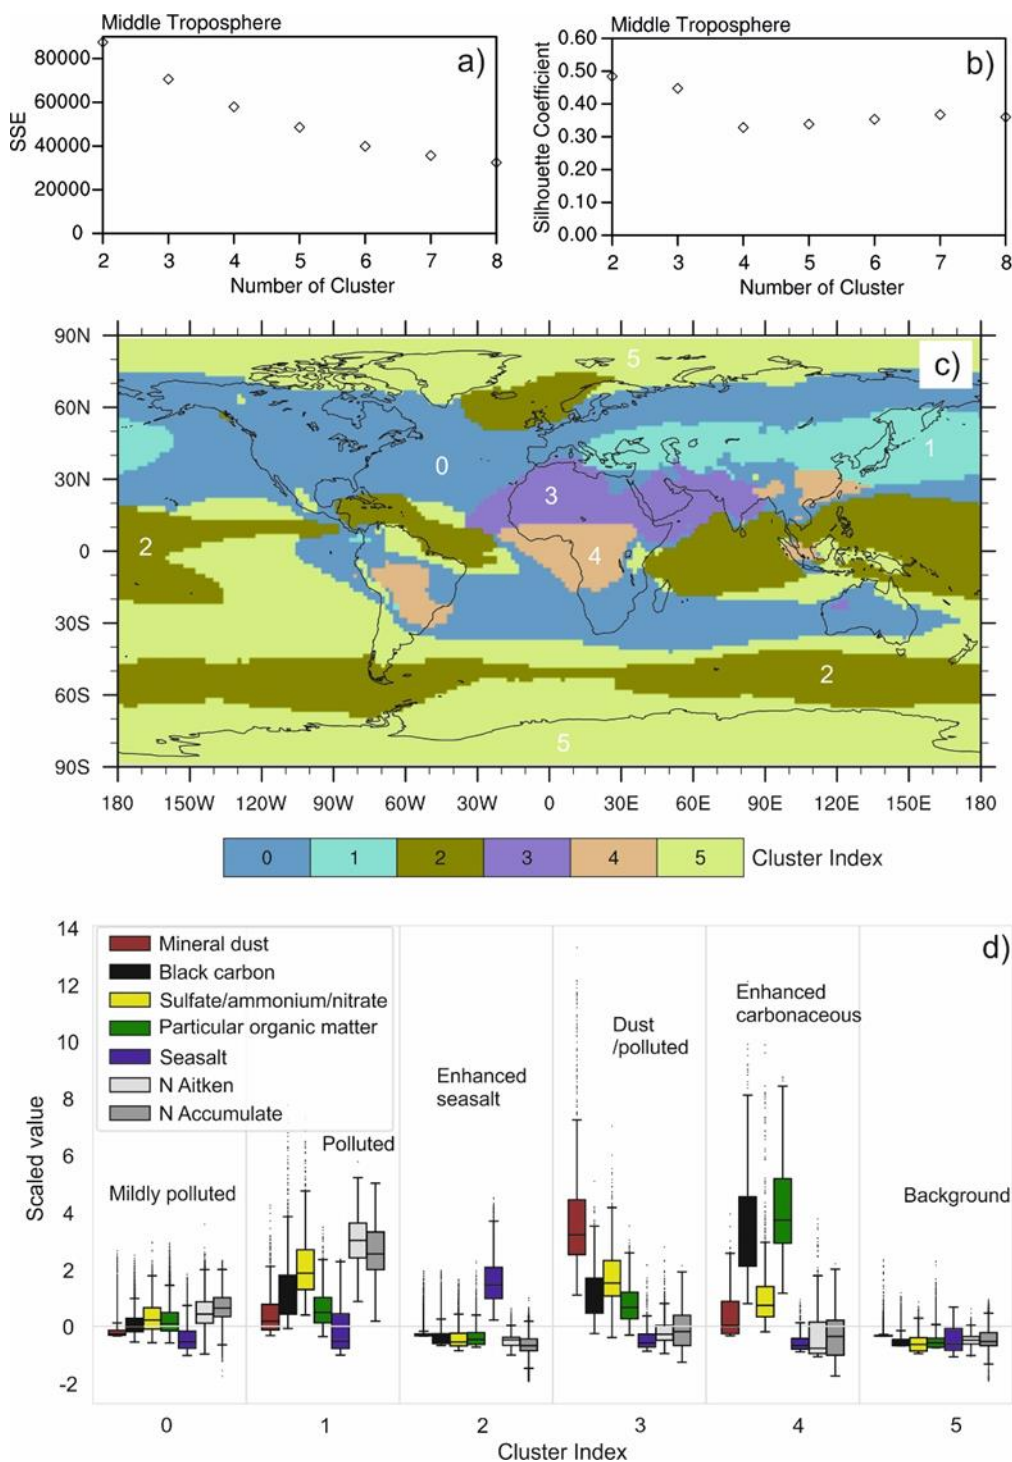 Middle Troposphere
a)
80000
60000
40000
20000
0
SSE
2 3 4 5 6 7 8
Number of Cluster
Middle Troposphere
b)
0.60
0.50
0.40
0.30
0.20
0.10
0.00
Silhouette Coefficient
2 3 4 5 6 7 8
Number of Cluster
c)
90N
60N
30N
0
30S
60S
90S
5
1
0
3
2
4
2
5
180 150W 120W 90W 60W 30W 0 30E 60E 90E 120E 150E 180
0 1 2 3 4 5 Cluster Index
d)
14
12
10
8
6
4
2
0
-2
Scaled value
Mineral dust
Black carbon
Sulfate/ammonium/nitrate
Particular organic matter
Seasalt
N Aitken
N Accumulate
Mildly polluted
Polluted
Enhanced
seasalt
Dust
/polluted
Enhanced
carbonaceous
Background
0 1 2 3 4 5
Cluster Index